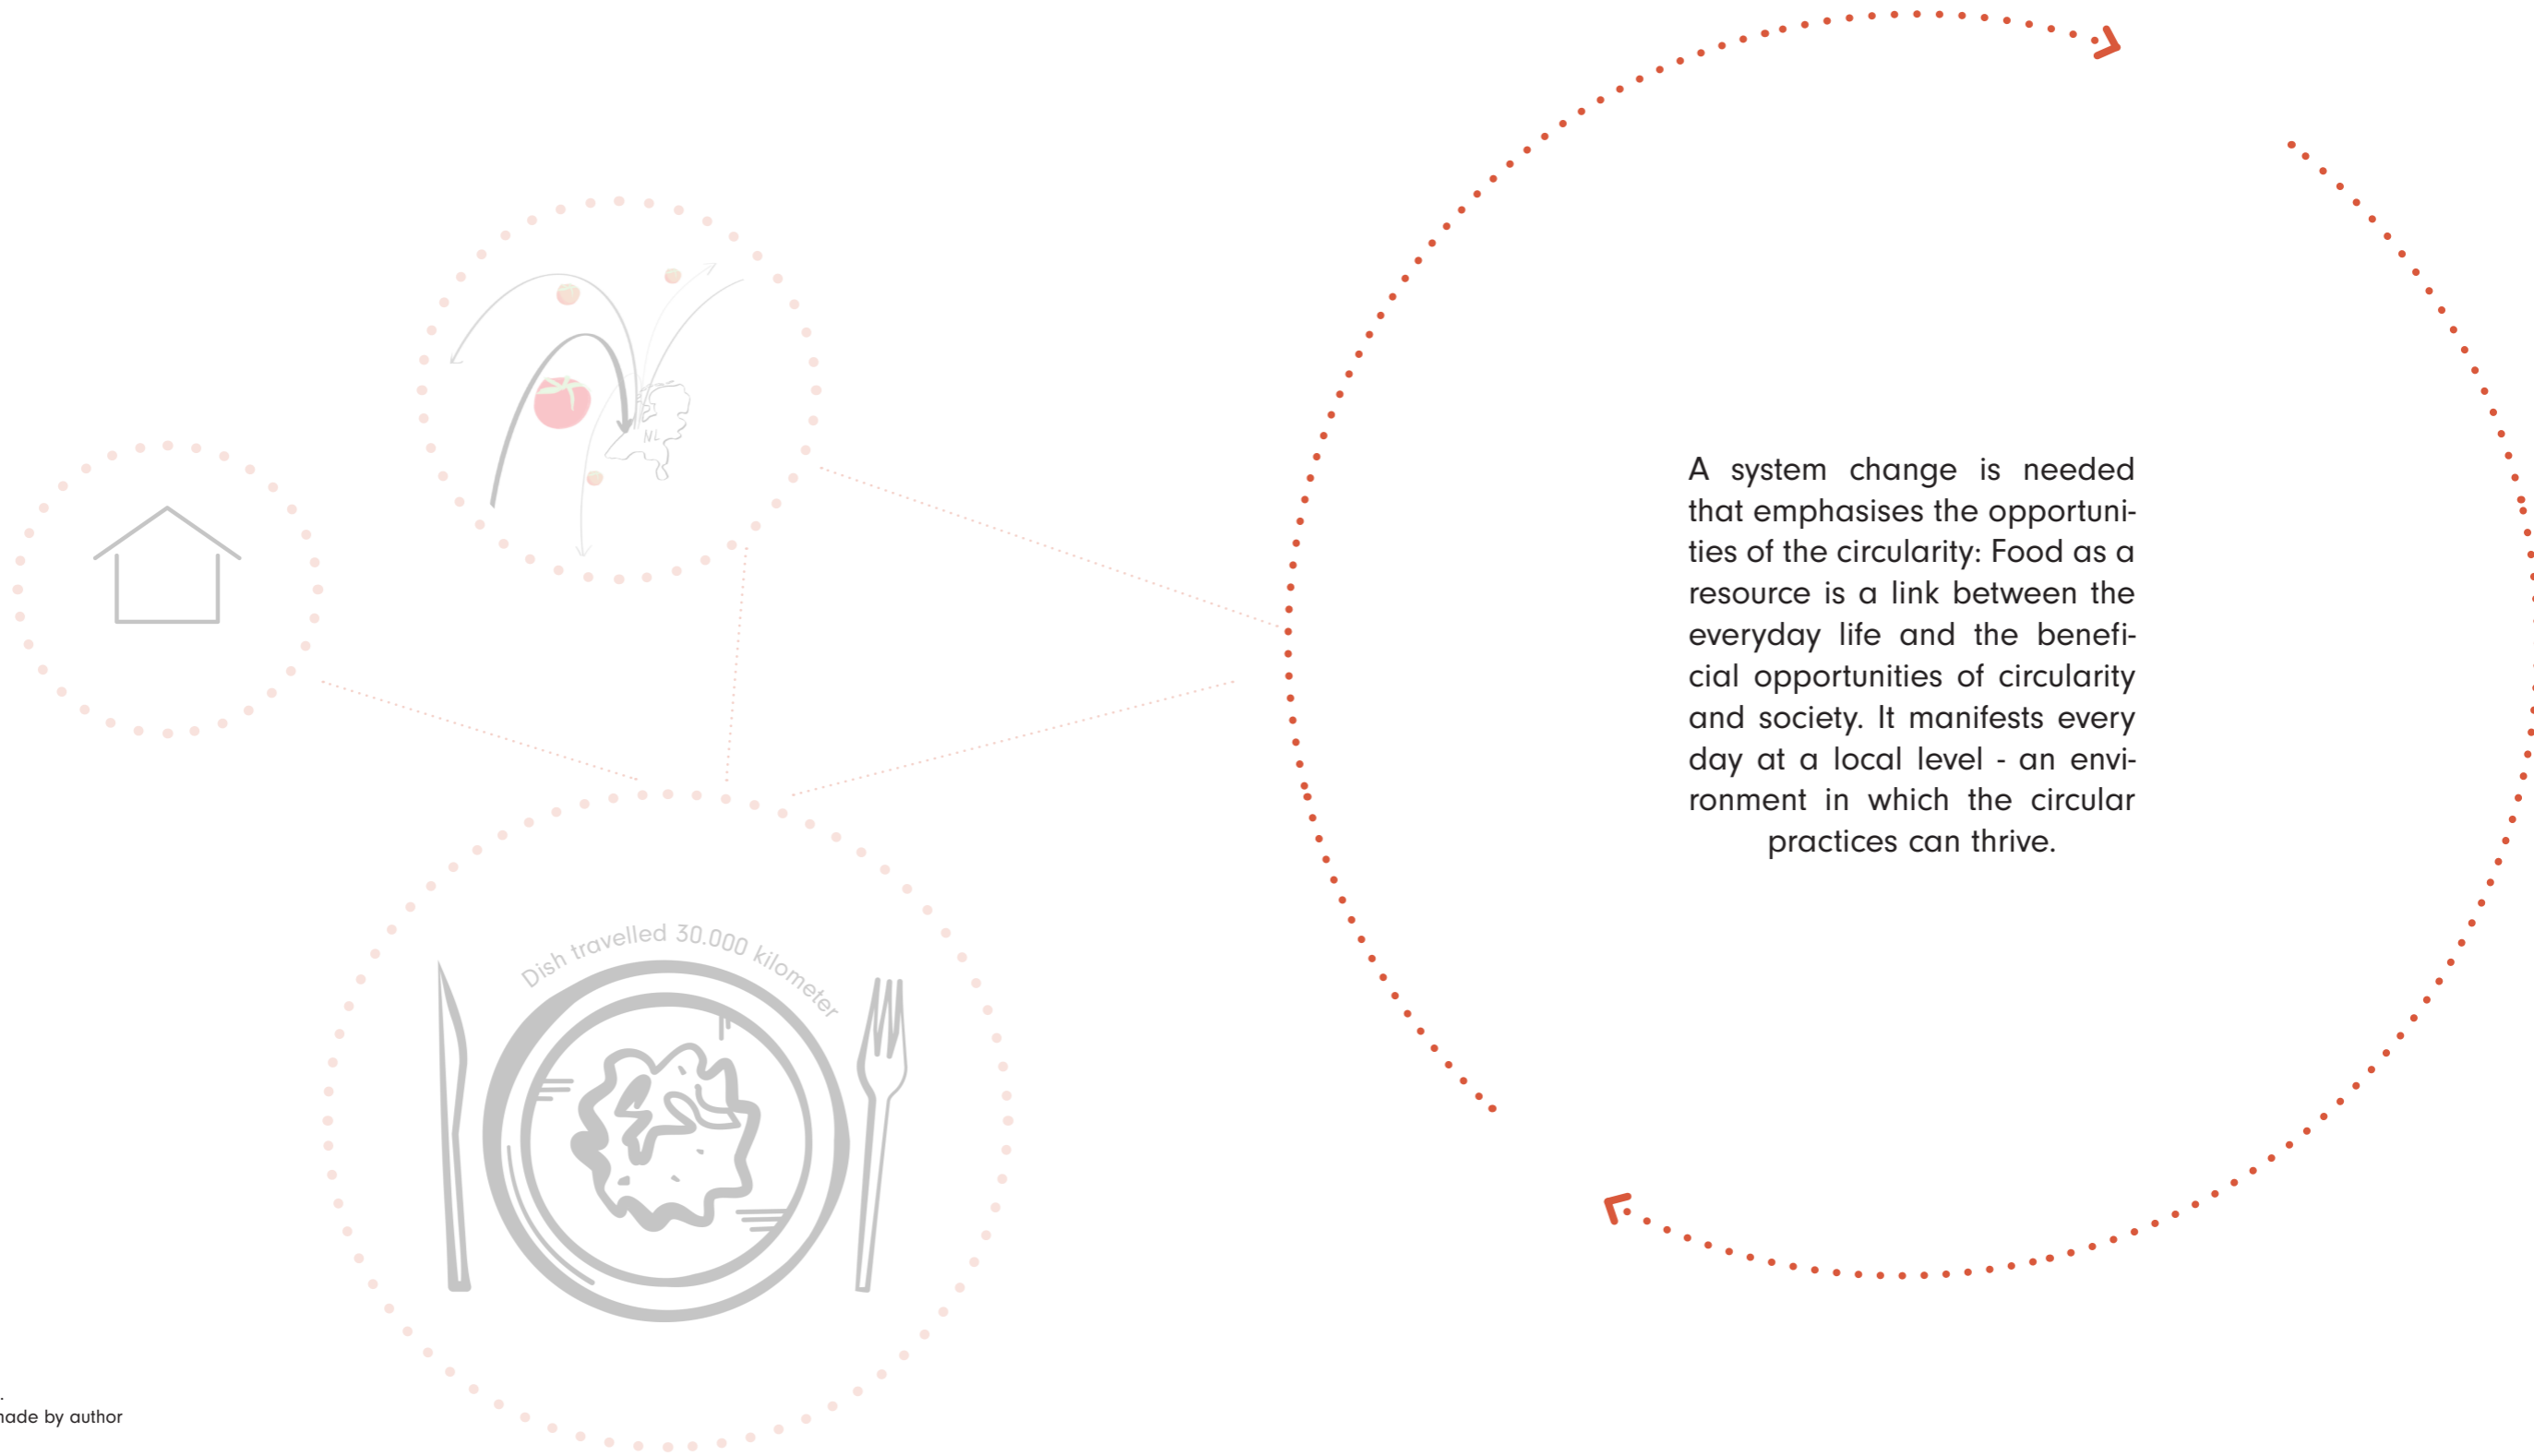 NL
Dish travelled 30.000 kilometer
A system change is needed
that emphasises the opportuni-
ties of the circularity: Food as a
resource is a link between the
everyday life and the benefi-
cial opportunities of circularity
and society. It manifests every
day at a local level - an envi-
ronment in which the circular
practices can thrive.
by author